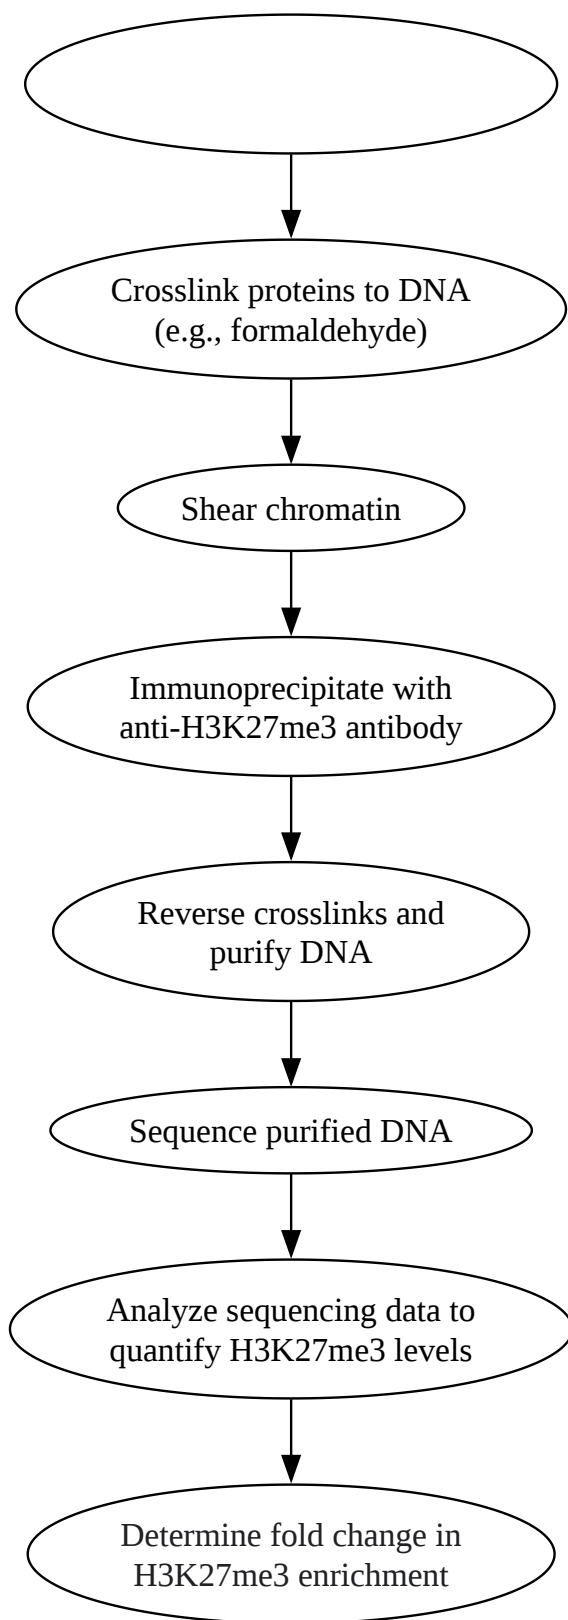 Crosslink proteins to DNA
(e.g., formaldehyde)
Shear chromatin
Immunoprecipitate with
anti-H3K27me3 antibody
Reverse crosslinks and
purify DNA
Sequence purified DNA
Analyze sequencing data to
quantify H3K27me3 levels
Determine fold change in
H3K27me3 enrichment